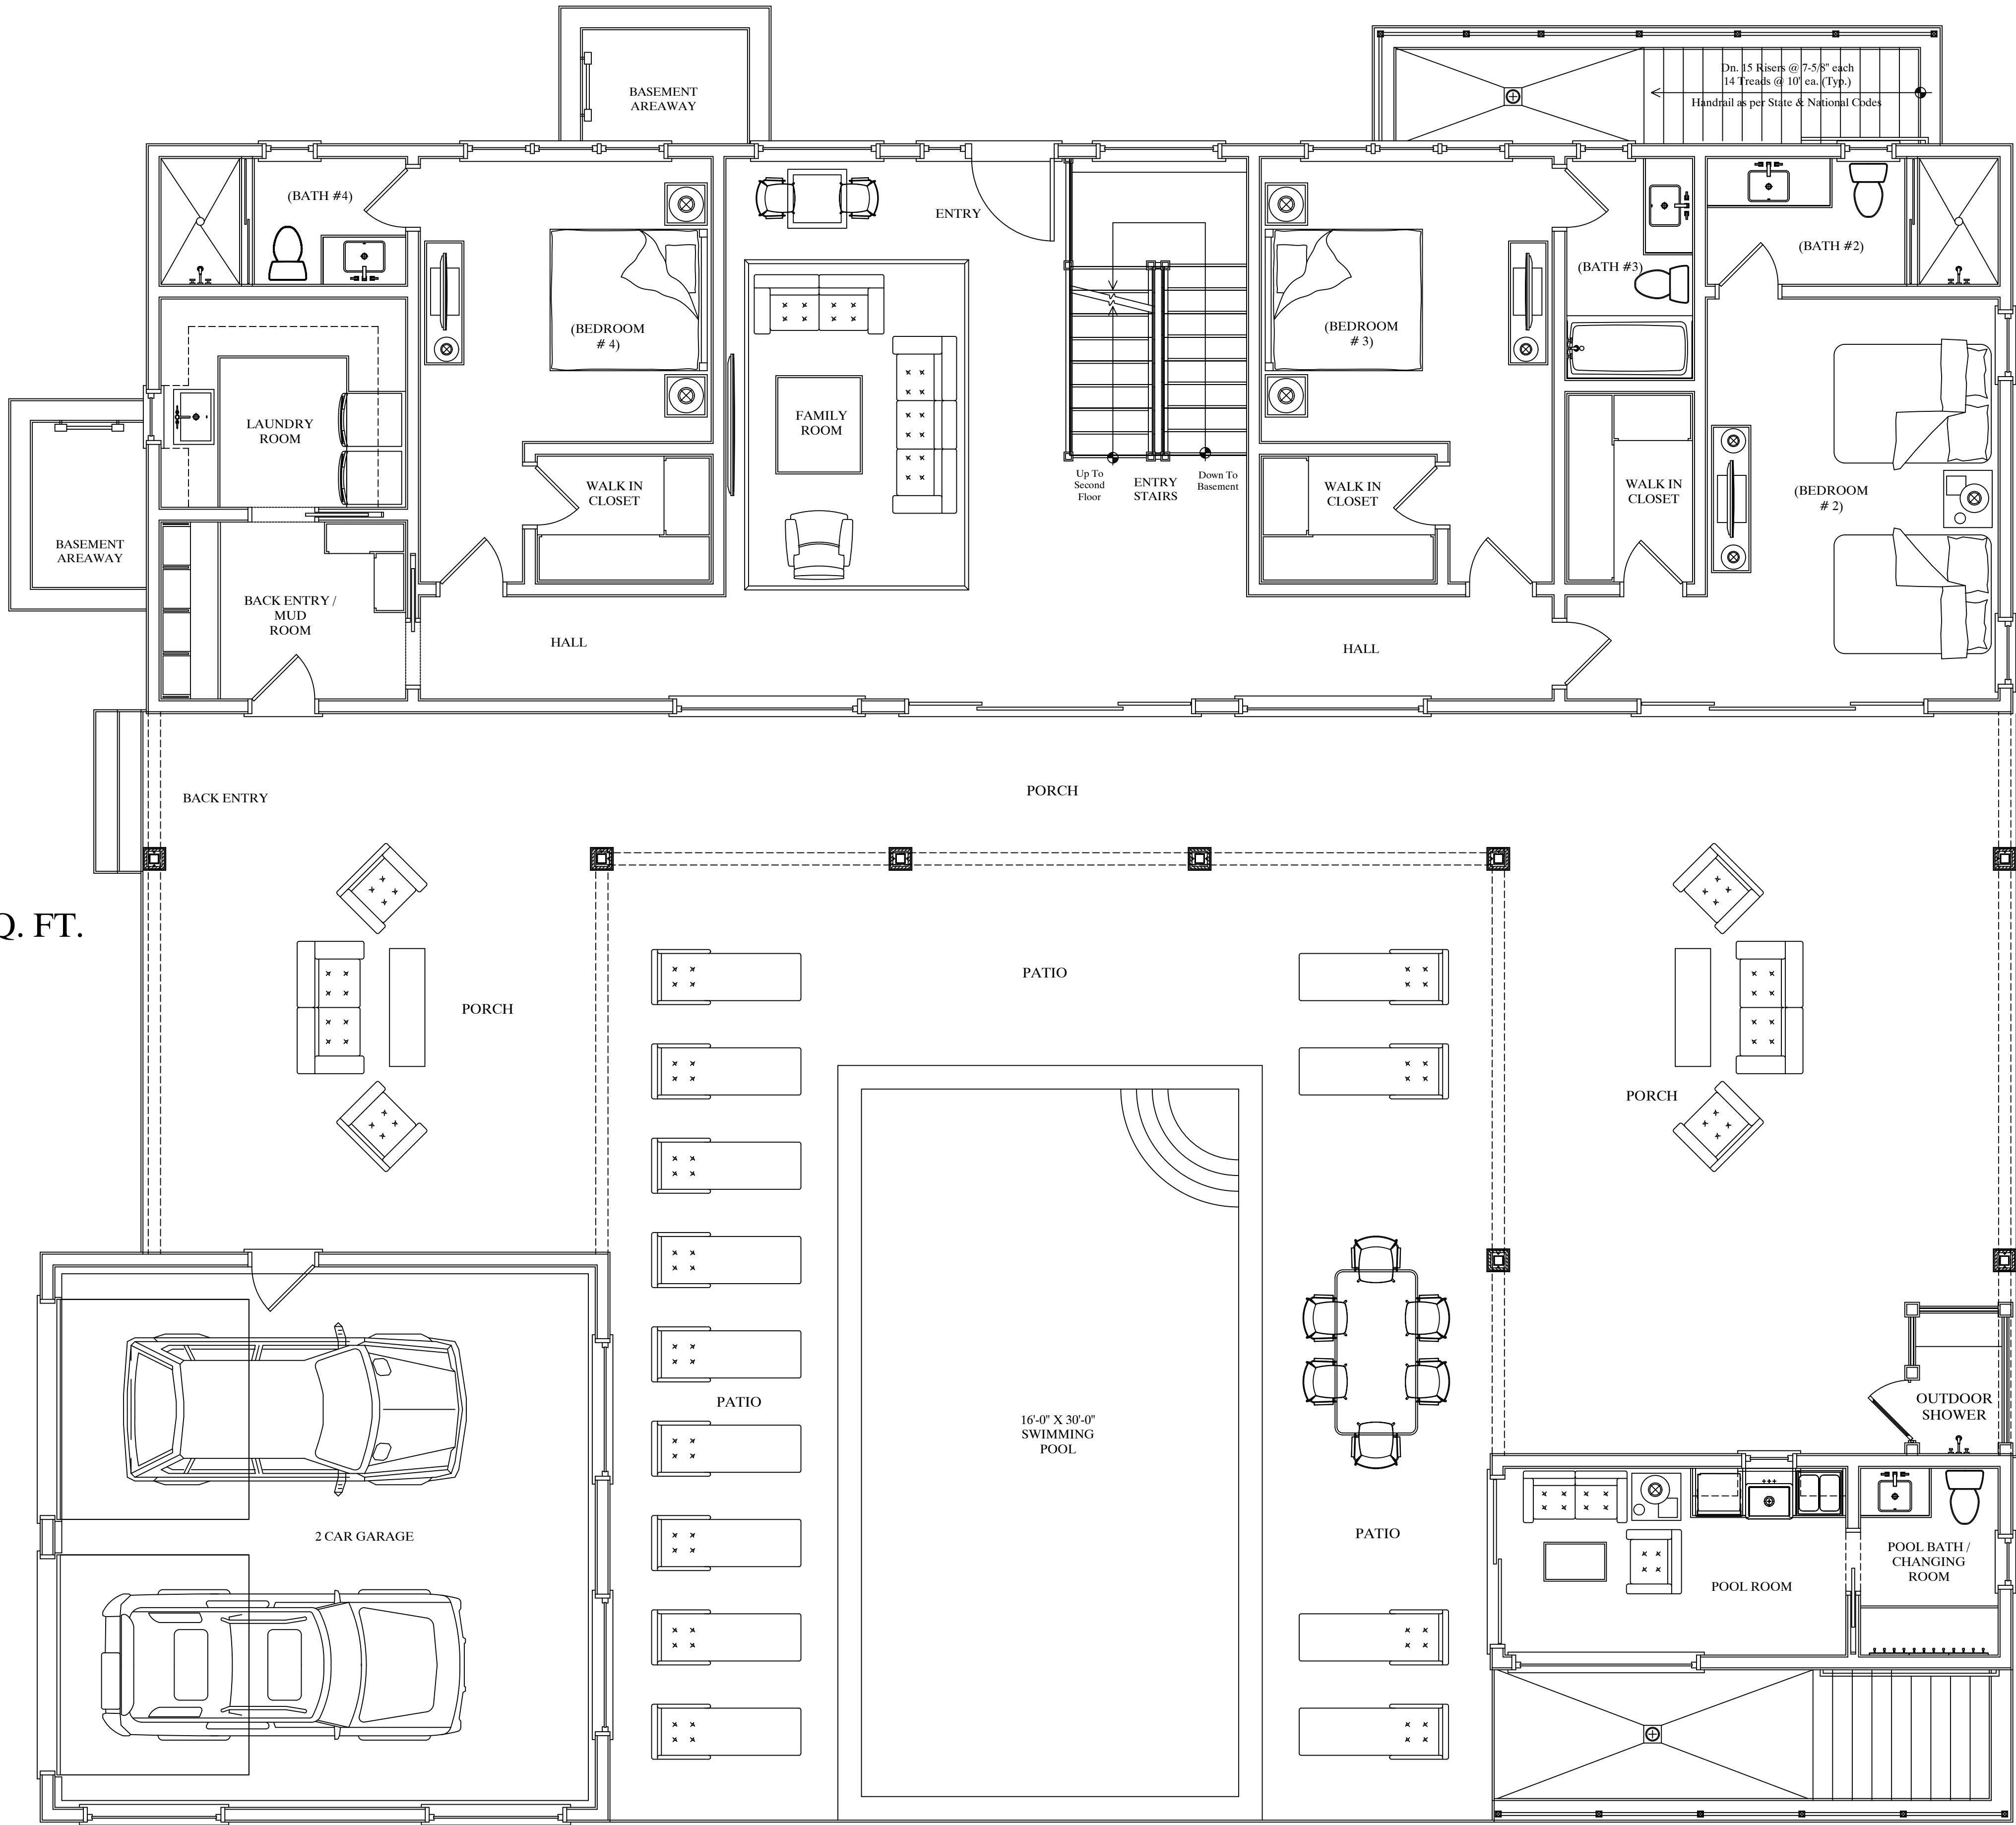 BASEMENT
AREAWAY
Dn. 15 Risers @ 7-5/8" each
14 Treads @ 10" ea. (Typ.)
Handrail as per State & National Codes
(BATH #4)
ENTRY
(BATH #3)
(BATH #2)
(BEDROOM
# 4)
(BEDROOM
# 3)
FAMILY
ROOM
LAUNDRY
ROOM
Up To
Second
Floor
ENTRY
STAIRS
Down To
Basement
WALK IN
CLOSET
WALK IN
CLOSET
WALK IN
CLOSET
(BEDROOM
# 2)
BASEMENT
AREAWAY
BACK ENTRY /
MUD
ROOM
HALL
HALL
BACK ENTRY
PORCH
Q. FT.
PATIO
PORCH
PORCH
PATIO
16'-0" X 30'-0"
SWIMMING
POOL
OUTDOOR
SHOWER
2 CAR GARAGE
PATIO
POOL ROOM
POOL BATH /
CHANGING
ROOM